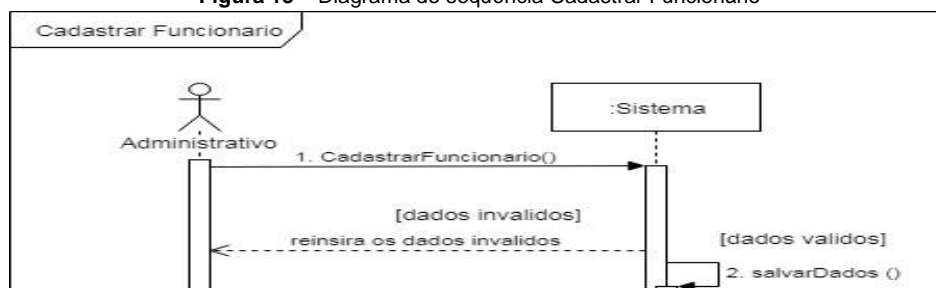 Cadastrar Funcionario
:Sistema
Administrativo
1. CadastrarFuncionario()
[dados invalidos]
reinsira os dados invalidos
[dados validos]
2. salvarDados ()